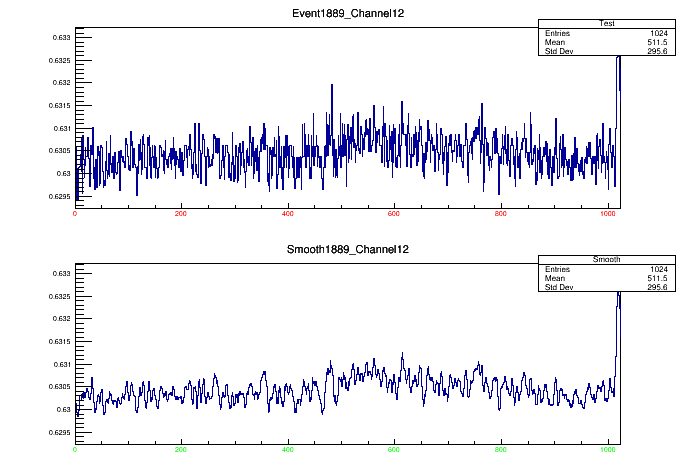 Event1889_Channel12
Test
Entries 1024
Mean 511.5
Std Dev 295.6
0.633
0.6325
0.632
0.6315
0.631
0.6305
0.63
0.6295
0 200 400 600 800 1000
Smooth1889_Channel12
Smooth
Entries 1024
Mean 511.5
Std Dev 295.6
0.633
0.6325
0.632
0.6315
0.631
0.6305
0.63
0.6295
0 200 400 600 800 1000